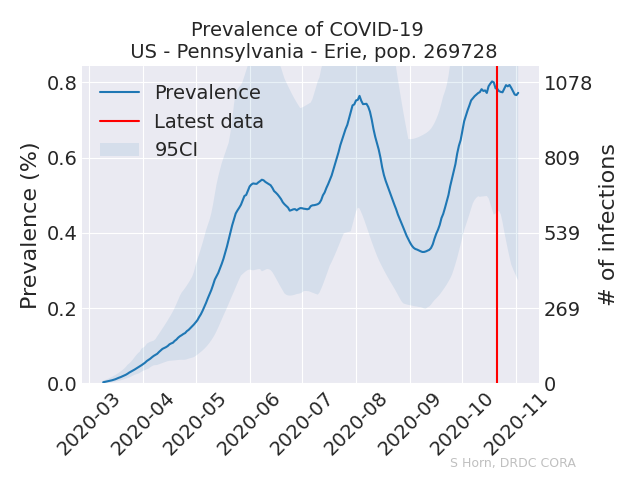 Prevalence of COVID-19
US - Pennsylvania - Erie, pop. 269728
Prevalence
Latest data
95CI
Prevalence (%)
0.8
0.6
0.4
0.2
0.0
1078
809
539
269
0
# of infections
2020-03
2020-04
2020-05
2020-06
2020-07
2020-08
2020-09
2020-10
2020-11
S Horn, DRDC CORA